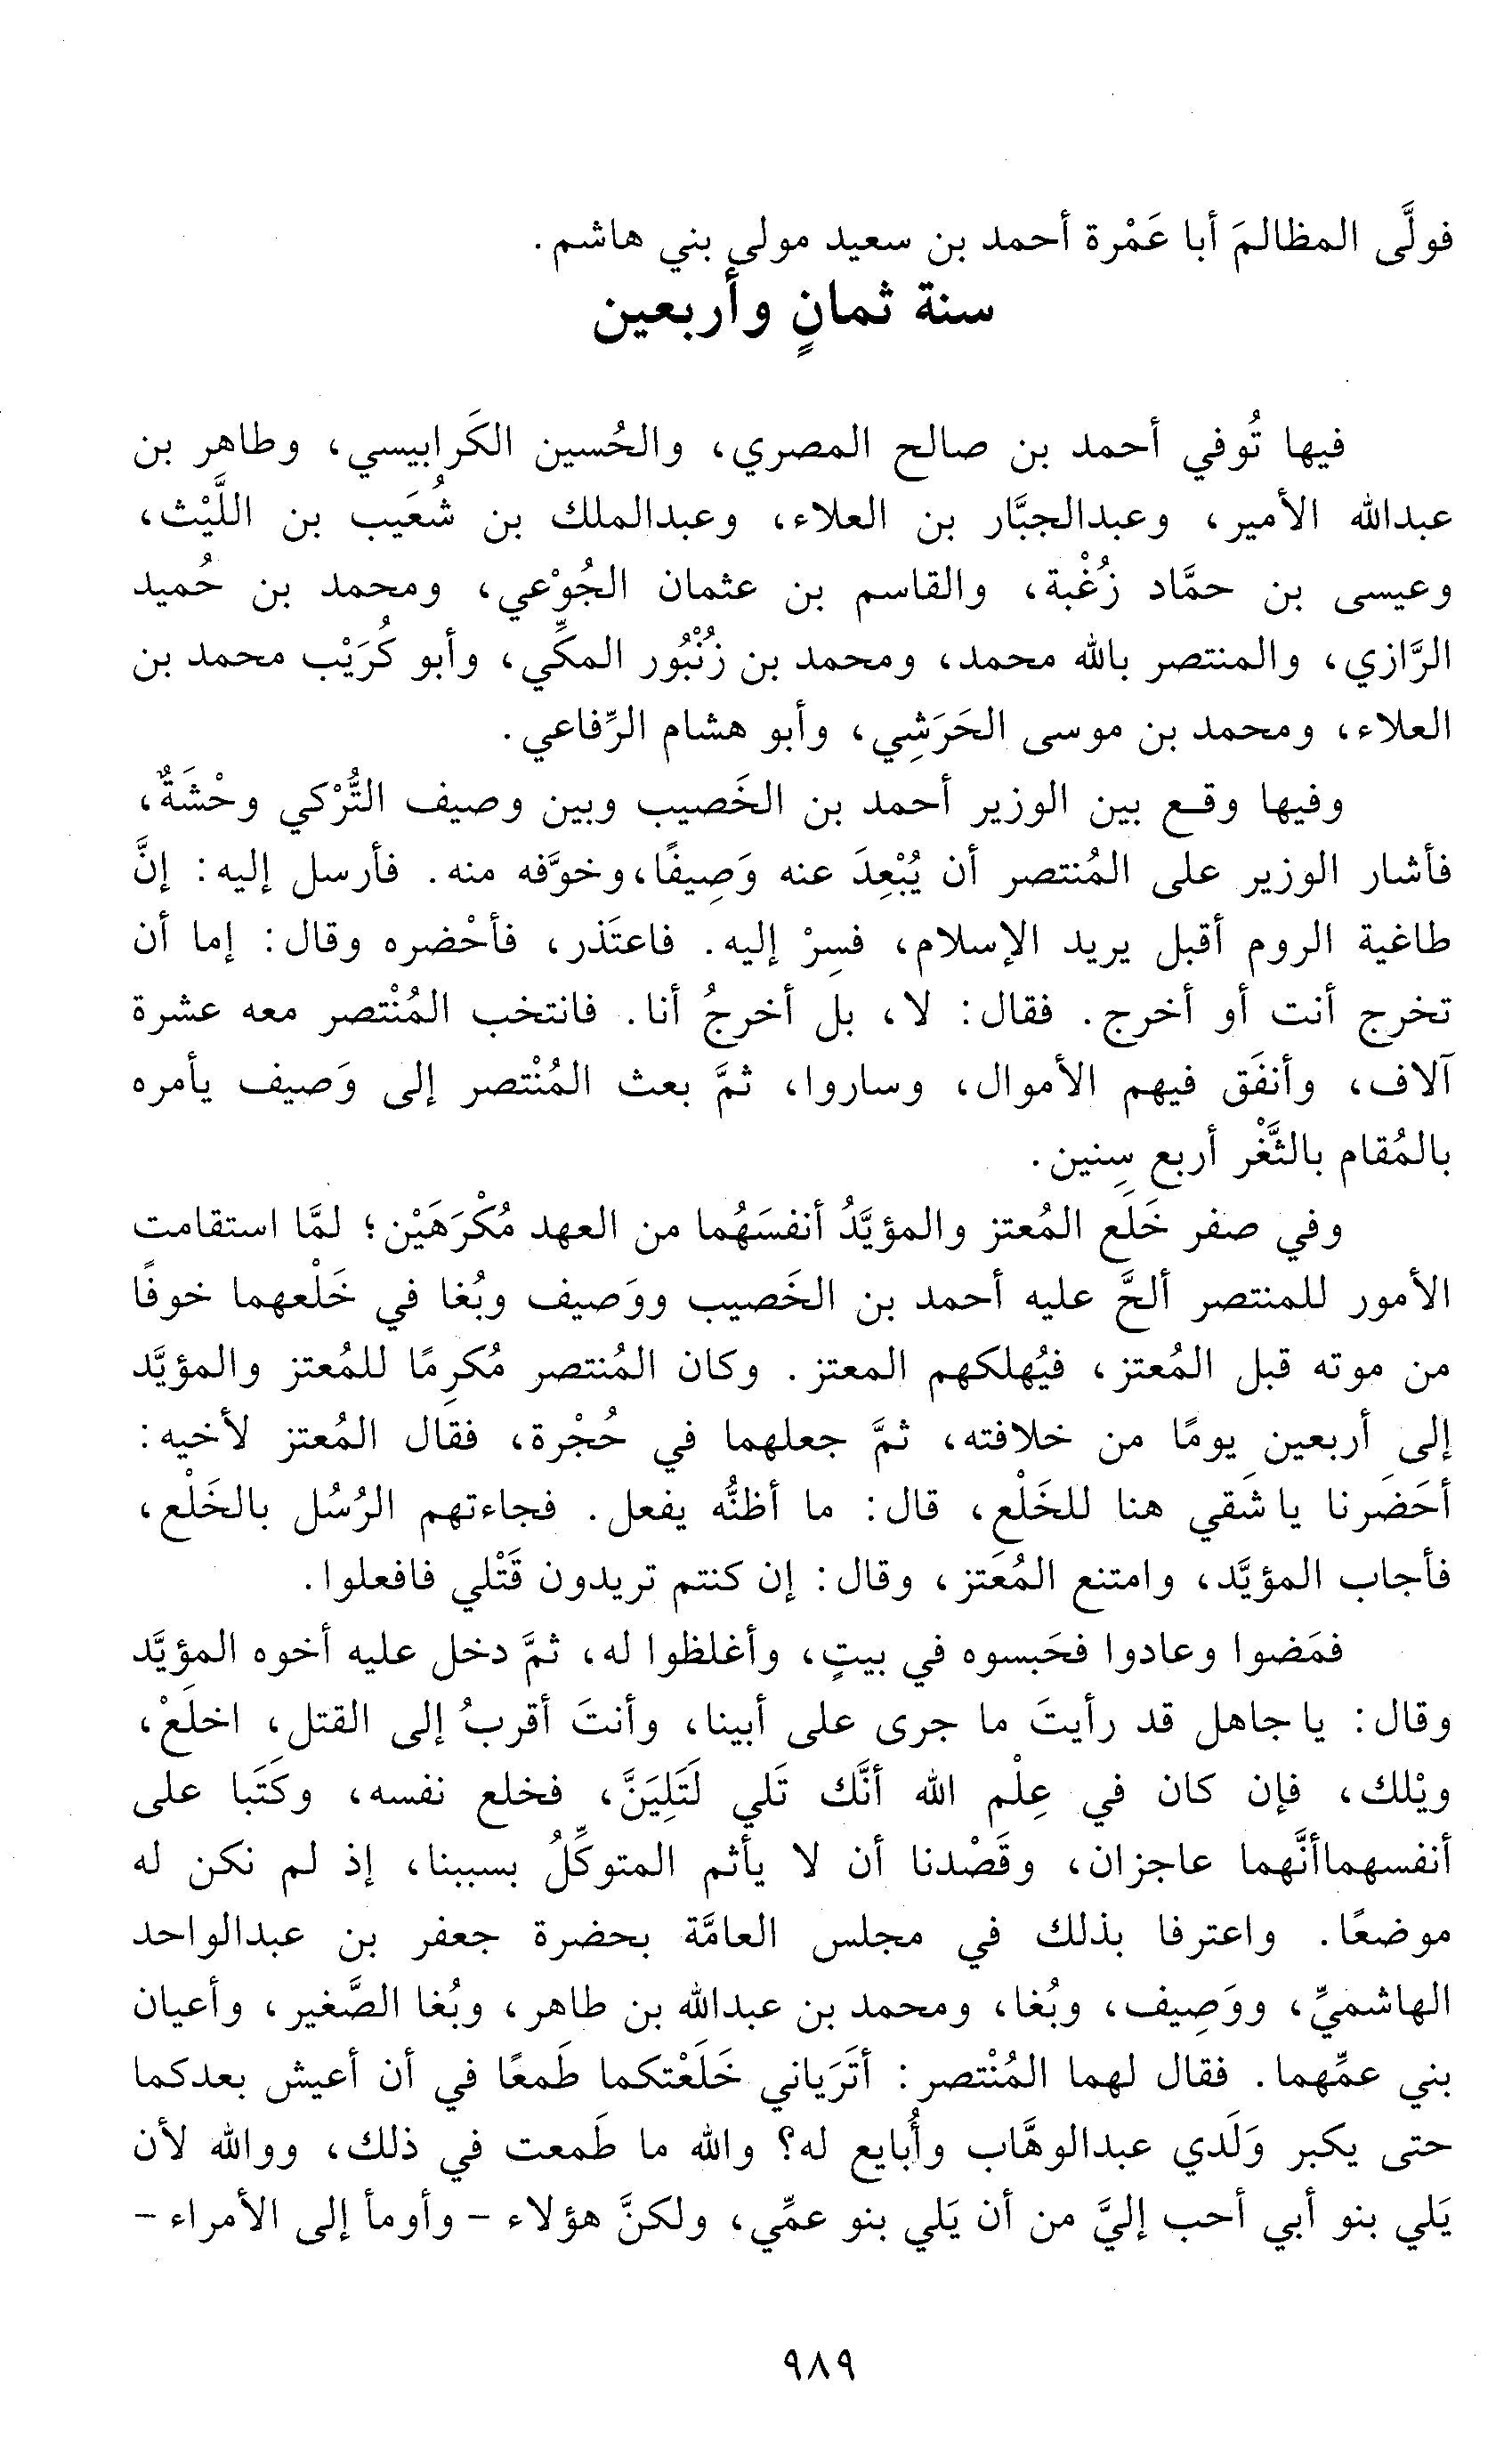 فولَّى المظالمَ أبا عَمْرة أحمد بن سعيد مولى بني هاشم.
سنة ثمانٍ وأربعين
فيها تُوفي أحمد بن صالح المصري، والحُسين الكَرابيسي، وطاهر بن
عبدالله الأمير، وعبدالجبَّار بن العلاء، وعبدالملك بن شُعَيب بن اللَّيْث،
وعيسى بن حمَّاد زُغْبة، والقاسم بن عثمان الجُوْعي، ومحمد بن حُميد
الرَّازي، والمنتصر بالله محمد، ومحمد بن زُنْبُور المكِّي، وأبو كُرَيْب محمد بن
العلاء، ومحمد بن موسى الحَرَشِي، وأبو هشام الرِّفاعي.
وفيها وقع بين الوزير أحمد بن الخَصيب وبين وصيف التُّرْكي وحْشَةٌ،
فأشار الوزير على المُنتصر أن يُبْعِدَ عنه وَصِيفًا،وخوَّفه منه. فأرسل إليه: إنَّ
طاغية الروم أقبل يريد الإسلام، فسِرْ إليه. فاعتَذر، فأحْضره وقال: إما أن
تخرج أنت أو أخرج. فقال: لا، بل أخرجُ أنا. فانتخب المُنْتصر معه عشرة
آلاف، وأنفَق فيهم الأموال، وساروا، ثمَّ بعث المُنْتصر إلى وَصيف يأمره
بالمُقام بالثَّغْر أربع سِنين.
وفي صفر خَلَع المُعتز والمؤيَّدُ أنفسَهُما من العهد مُكْرَهَيْن؛ لمَّا استقامت
الأمور للمنتصر ألحَّ عليه أحمد بن الخَصيب ووَصيف وبُغا في خَلْعهما خوفًا
من موته قبل المُعتز، فيُهلكهم المعتز. وكان المُنتصر مُكرِمًا للمُعتز والمؤيَّد
إلى أربعين يومًا من خلافته، ثمَّ جعلهما في حُجْرة، فقال المُعتز لأخيه:
أحَضَرنا يا شَقي هنا للخَلْع، قال: ما أظنُّه يفعل. فجاءتهم الرُسُل بالخَلْع،
فأجاب المؤيَّد، وامتنع المُعَتز، وقال: إن كنتم تريدون قَتْلي فافعلوا.
فمَضوا وعادوا فحَبسوه في بيتٍ، وأغلظوا له، ثمَّ دخل عليه أخوه المؤيَّد
وقال: يا جاهل قد رأيتَ ما جرى على أبينا، وأنتَ أقربُ إلى القتل، اخلَعْ،
ويْلك، فإن كان في عِلْم الله أنَّك تَلي لَتَلِيَنَّ، فخلع نفسه، وكَتَبا على
أنفسهماأنَّهما عاجزان، وقَصْدنا أن لا يأثم المتوكِّلُ بسببنا، إذ لم نكن له
موضعًا. واعترفا بذلك في مجلس العامَّة بحضرة جعفر بن عبدالواحد
الهاشميِّ، ووَصِيف، وبُغا، ومحمد بن عبدالله بن طاهر، وبُغا الصَّغير، وأعيان
بني عمِّهما. فقال لهما المُنْتصر: أتَرَياني خَلَعْتكما طَمعًا في أن أعيش بعدكما
حتى يكبر وَلَدي عبدالوهَّاب وأُبايع له؟ والله ما طَمعت في ذلك، ووالله لأن
يَلي بنو أبي أحب إليَّ من أن يَلي بنو عمِّي، ولكنَّ هؤلاء - وأومأ إلى الأمراء -
٩٨٩